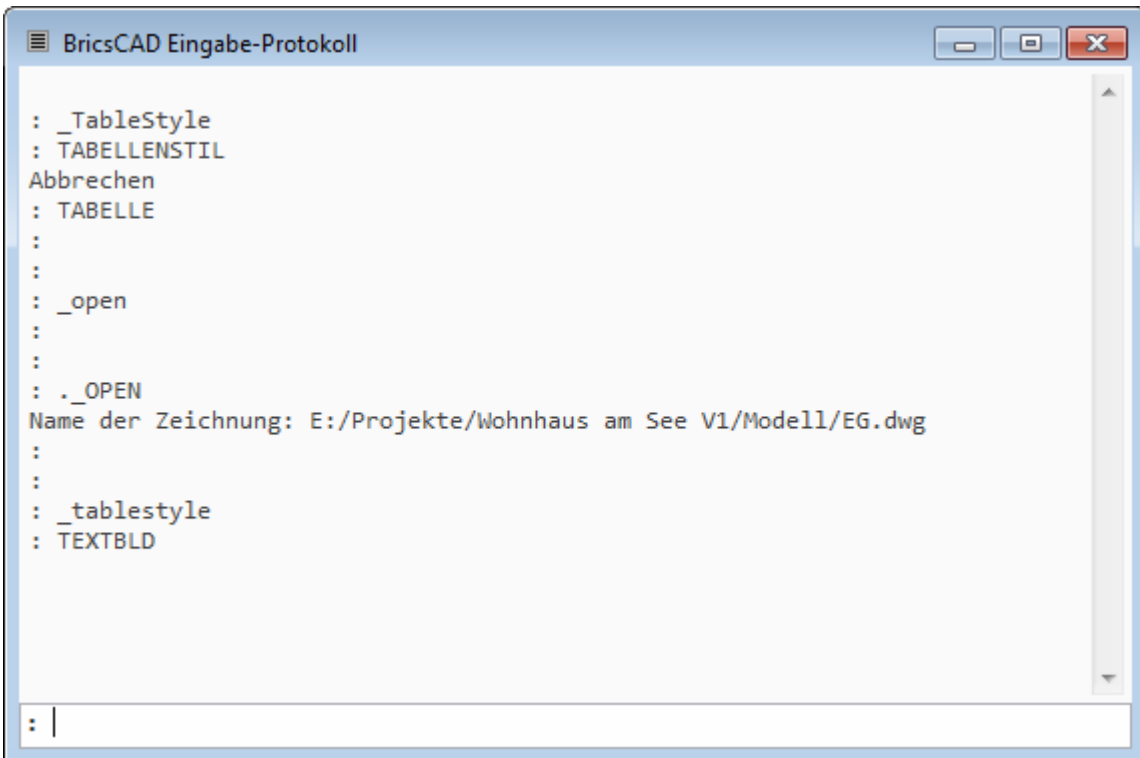 BricsCAD Eingabe-Protokoll
: _TableStyle
: TABELLENSTIL
Abbrechen
: TABELLE
:
:
: _open
:
:
: ._OPEN
Name der Zeichnung: E:/Projekte/Wohnhaus am See V1/Modell/EG.dwg
:
:
: _tablestyle
: TEXTBLD
: